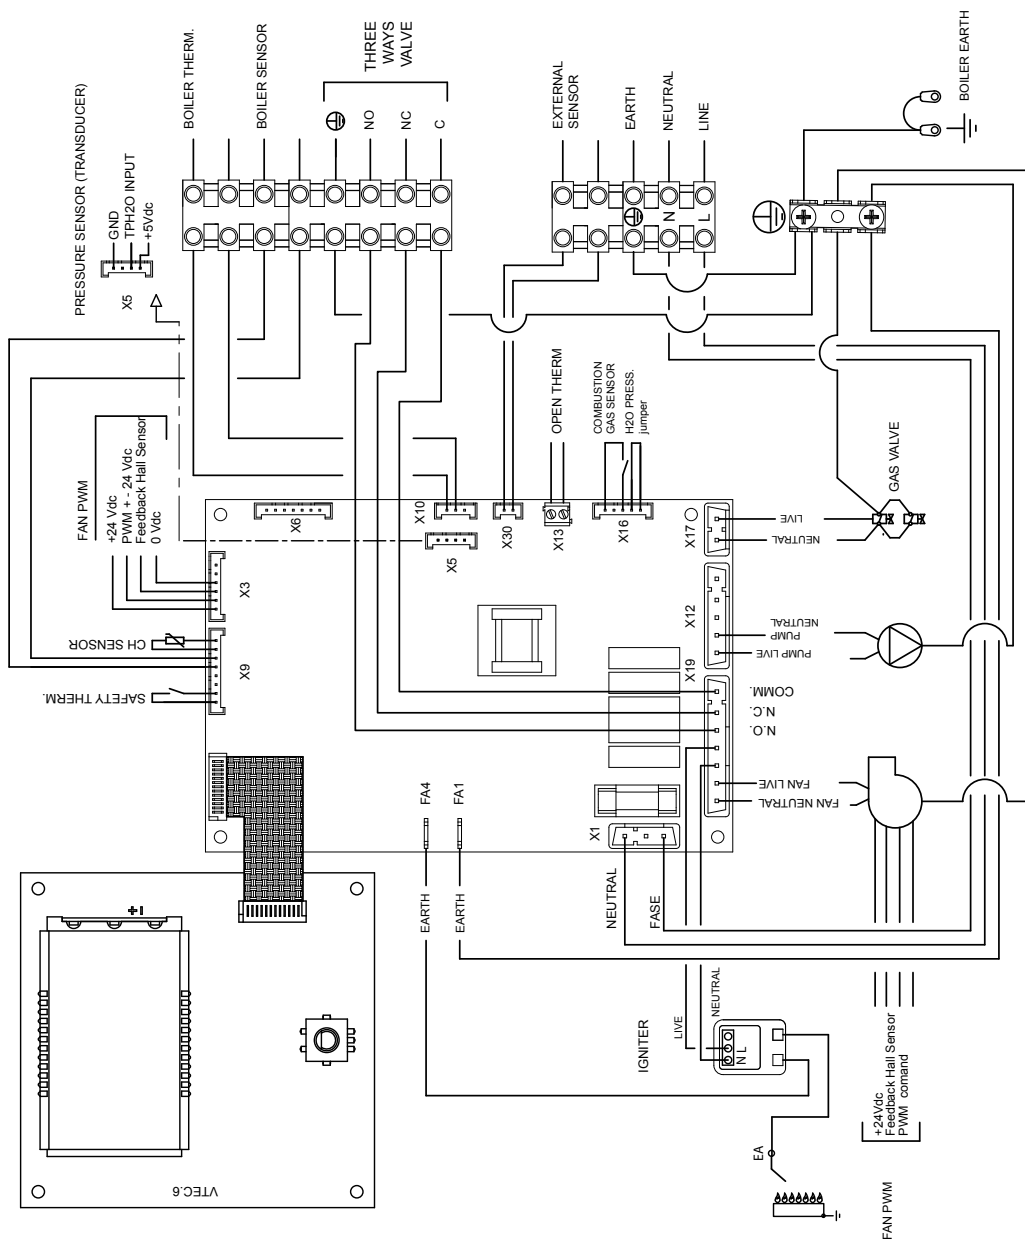 PRESSURE SENSOR (TRANSDUCER)
GND
TPH2O INPUT
+5Vdc
X5
BOILER THERM.
BOILER SENSOR
THREE
WAYS
VALVE
NO
NC
C
EXTERNAL
SENSOR
EARTH
NEUTRAL
LINE
N
L
BOILER EARTH
FAN PWM
+24 Vdc
PWM + - 24 Vdc
Feedback Hall Sensor
0 Vdc
CH SENSOR
SAFETY THERM.
OPEN THERM
COMBUSTION
GAS SENSOR
H2O PRESS.
jumper
X6
X10
X5
X30
X13
X16
X17
X3
X9
X12
X19
X1
LIVE
NEUTRAL
GAS VALVE
NEUTRAL
PUMP
PUMP LIVE
COMM.
N.C.
N.O.
FAN LIVE
FAN NEUTRAL
FA4
FA1
EARTH
EARTH
NEUTRAL
FASE
+ -
VTEC.6
IGNITER
LIVE
NEUTRAL
N L
EA
+24Vdc
Feedback Hall Sensor
PWM comand
FAN PWM